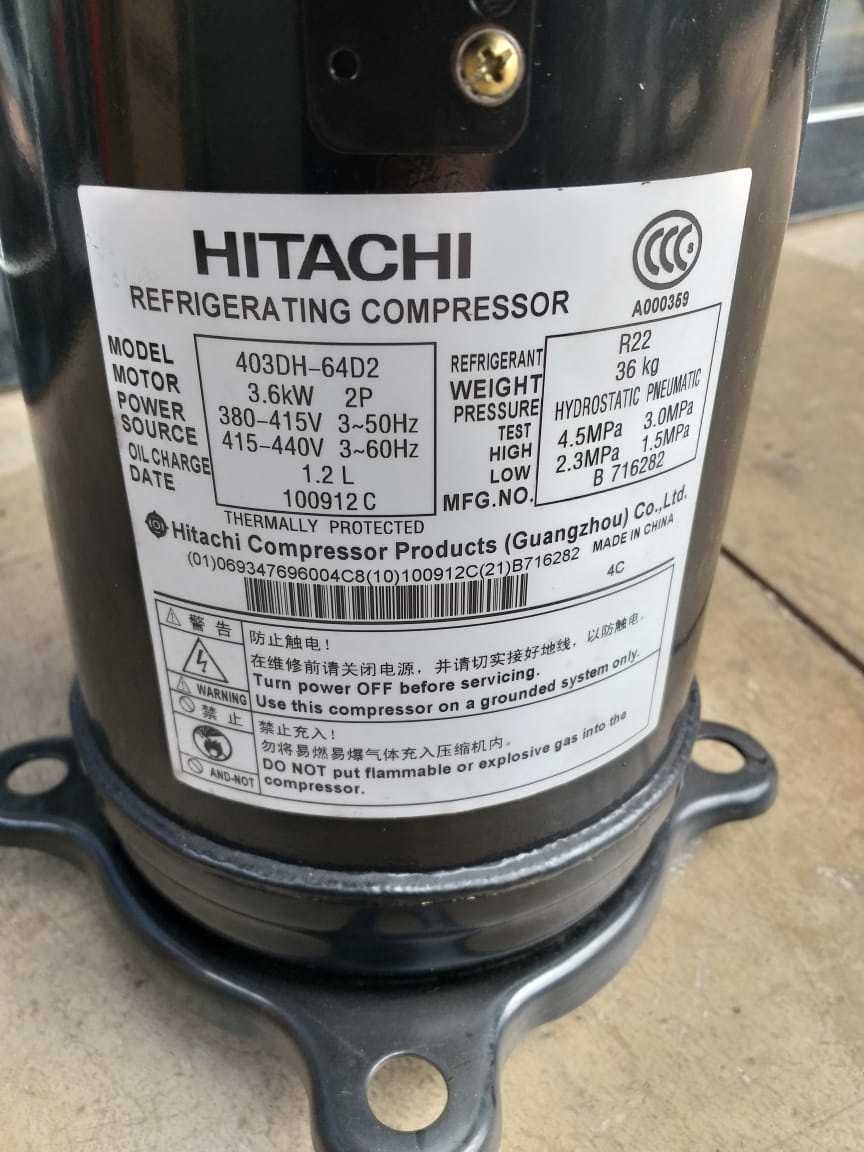 HITACHI
CCC S
A000359
REFRIGERATING COMPRESSOR
MODEL 403DH-64D2
MOTOR 3.6kW 2P
POWER SOURCE 380-415V 3~50Hz
415-440V 3~60Hz
OIL CHARGE 1.2 L
DATE 100912 C
REFRIGERANT R22
WEIGHT 36 kg
PRESSURE TEST HYDROSTATIC PNEUMATIC
HIGH 4.5MPa 3.0MPa
LOW 2.3MPa 1.5MPa
MFG.NO. B 716282
THERMALLY PROTECTED
Hitachi Compressor Products (Guangzhou) Co.,Ltd.
MADE IN CHINA
(01)069347696004C8(10)100912C(21)B716282
4C
警告
防止触电!
在维修前请关闭电源，并请切实接好地线，以防触电.
WARNING
Turn power OFF before servicing.
Use this compressor on a grounded system only.
禁止
禁止充入!
勿将易燃易爆气体充入压缩机内。
AND-NOT
DO NOT put flammable or explosive gas into the
compressor.